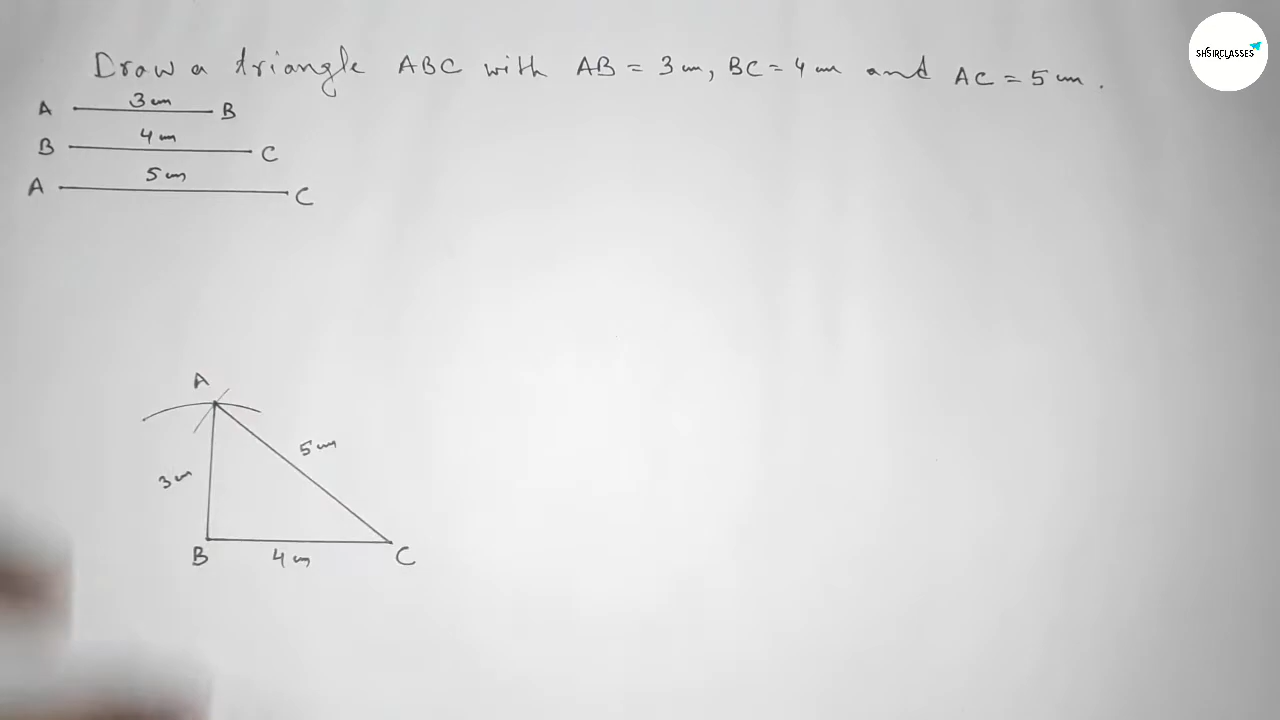 Draw a triangle ABC with AB = 3 cm, BC = 4 cm and AC = 5 cm.
SHSIRCLASSES
3 cm
A B
4 cm
B C
5 cm
A C
A
5 cm
3 cm
B 4 cm C